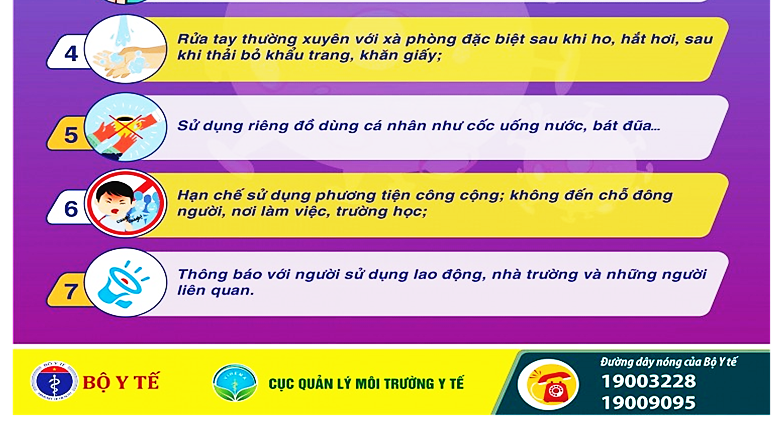 4
Rửa tay thường xuyên với xà phòng đặc biệt sau khi ho, hắt hơi, sau
khi thải bỏ khẩu trang, khăn giấy;
5
Sử dụng riêng đồ dùng cá nhân như cốc uống nước, bát đũa...
6
Hạn chế sử dụng phương tiện công cộng; không đến chỗ đông
người, nơi làm việc, trường học;
7
Thông báo với người sử dụng lao động, nhà trường và những người
liên quan.
BỘ Y TẾ
CỤC QUẢN LÝ MÔI TRƯỜNG Y TẾ
Đường dây nóng của Bộ Y tế
19003228
19009095